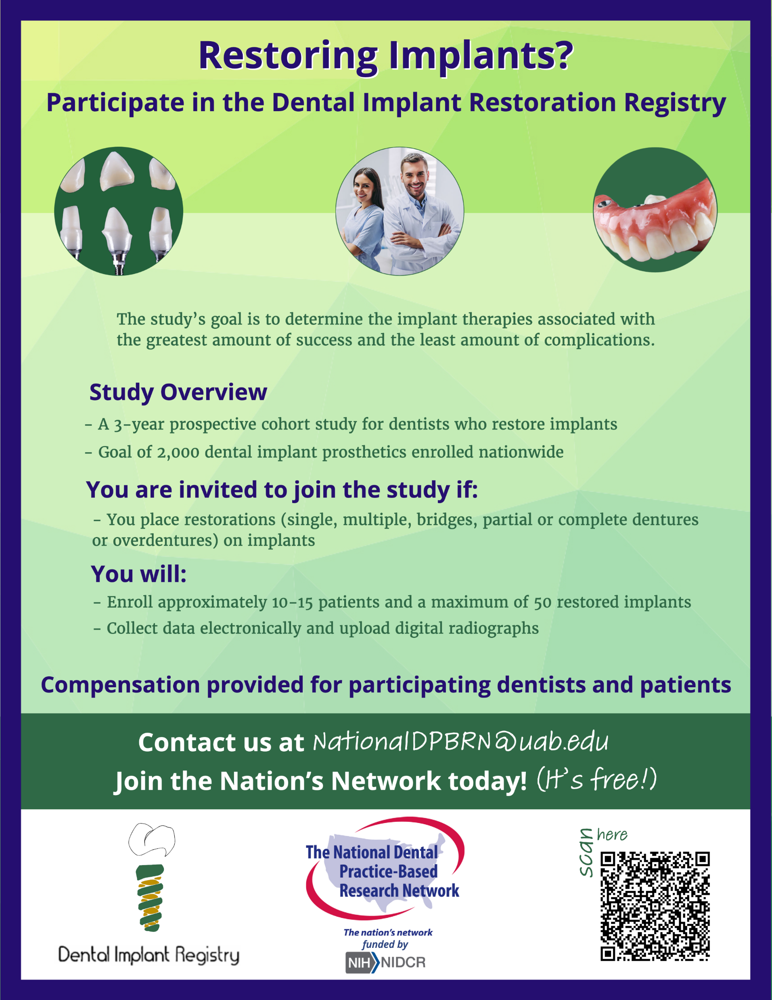 Restoring Implants?
Participate in the Dental Implant Restoration Registry
The study’s goal is to determine the implant therapies associated with
the greatest amount of success and the least amount of complications.
Study Overview
- A 3-year prospective cohort study for dentists who restore implants
- Goal of 2,000 dental implant prosthetics enrolled nationwide
You are invited to join the study if:
- You place restorations (single, multiple, bridges, partial or complete dentures
or overdentures) on implants
You will:
- Enroll approximately 10-15 patients and a maximum of 50 restored implants
- Collect data electronically and upload digital radiographs
Compensation provided for participating dentists and patients
Contact us at NationalDPBRN@uab.edu
Join the Nation’s Network today! (It’s free!)
Dental Implant Registry
The National Dental
Practice-Based
Research Network
The nation’s network
funded by
NIH NIDCR
scan here